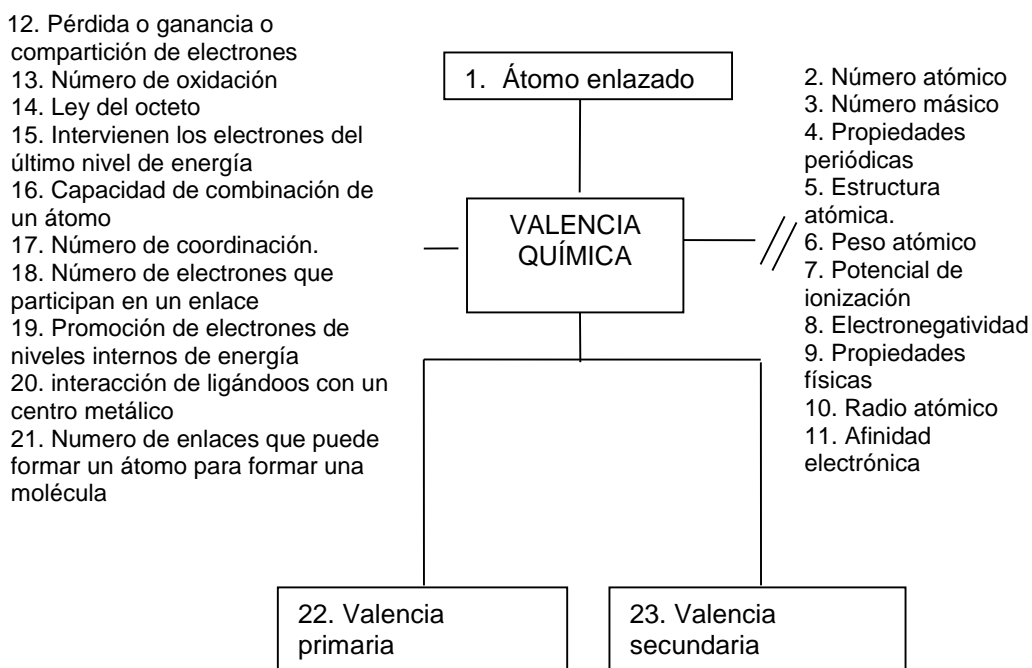 12. Pérdida o ganancia o
compartición de electrones
13. Número de oxidación
14. Ley del octeto
15. Intervienen los electrones del
último nivel de energía
16. Capacidad de combinación de
un átomo
17. Número de coordinación.
18. Número de electrones que
participan en un enlace
19. Promoción de electrones de
niveles internos de energía
20. interacción de ligándoos con un
centro metálico
21. Numero de enlaces que puede
formar un átomo para formar una
molécula
1. Átomo enlazado
VALENCIA
QUÍMICA
2. Número atómico
3. Número másico
4. Propiedades
periódicas
5. Estructura
atómica.
6. Peso atómico
7. Potencial de
ionización
8. Electronegatividad
9. Propiedades
físicas
10. Radio atómico
11. Afinidad
electrónica
22. Valencia
primaria
23. Valencia
secundaria